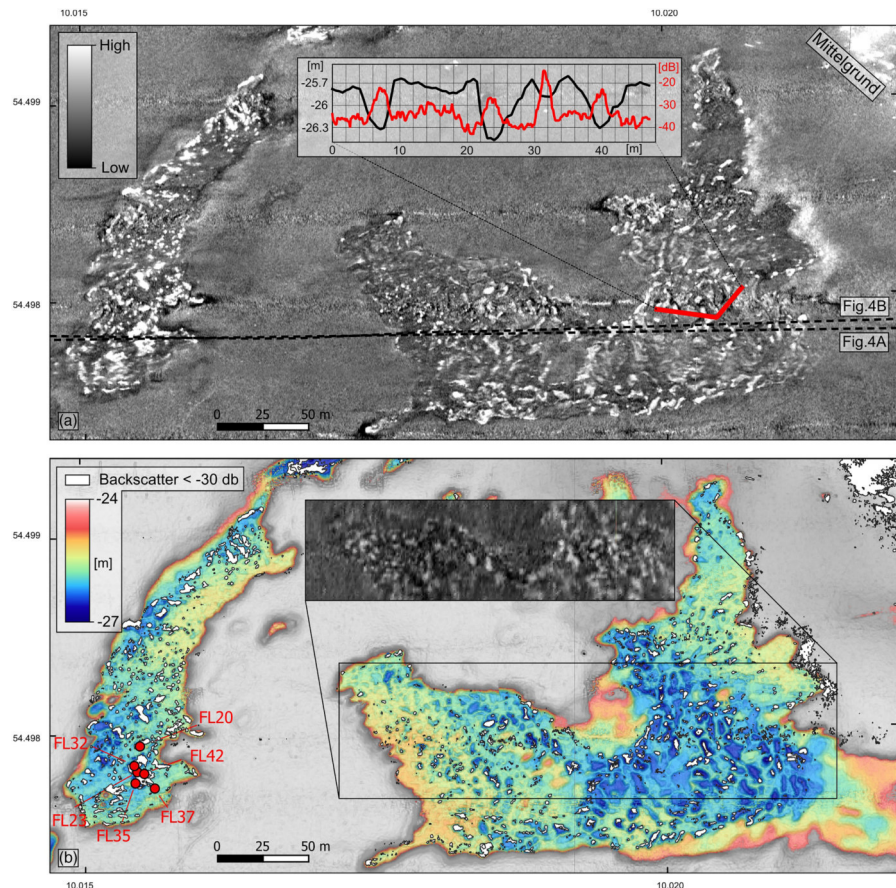 10.015
10.020
High
Low
Mittelgrund
[m]
[dB]
-25.7
-26
-26.3
-20
-30
-40
0
10
20
30
40
[m]
54.499
54.498
Fig.4B
Fig.4A
(a)
0
25
50 m
Backscatter < -30 db
-24
[m]
-27
54.499
54.498
FL20
FL32
FL42
FL23
FL35
FL37
(b)
0
25
50 m
10.015
10.020